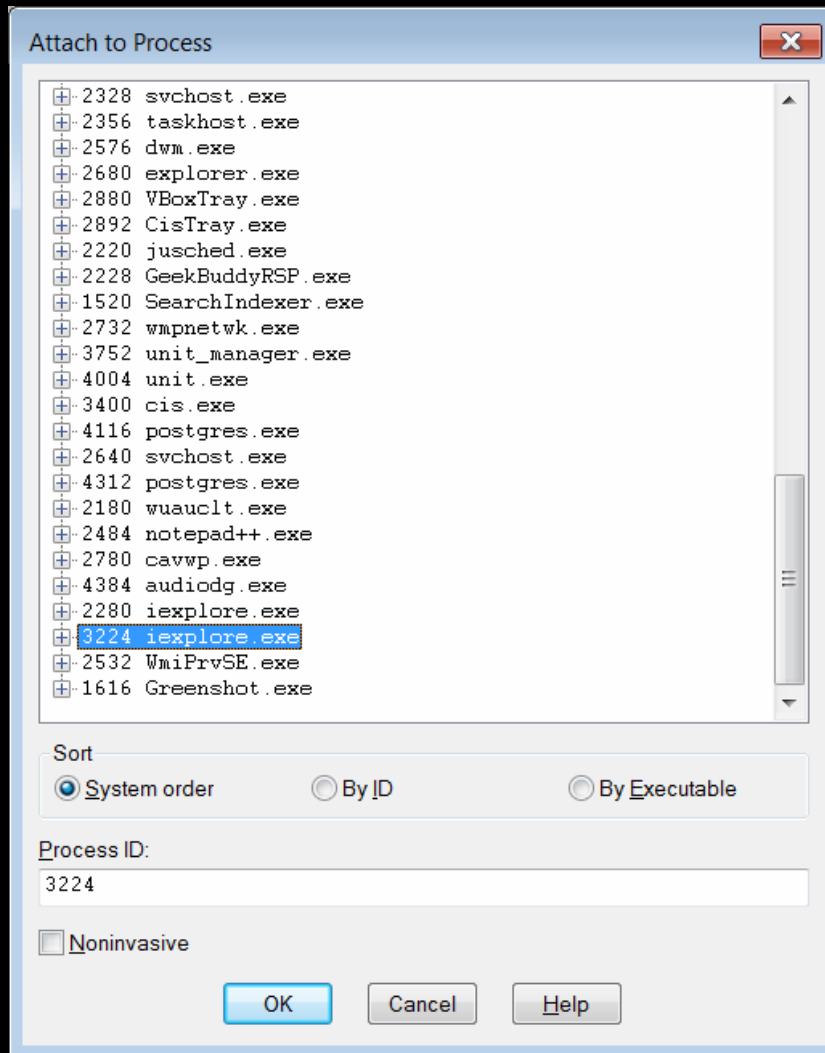 Attach to Process
2328 svchost.exe
2356 taskhost.exe
2576 dwm.exe
2680 explorer.exe
2880 VBoxTray.exe
2892 CisTray.exe
2220 jusched.exe
2228 GeekBuddyRSP.exe
1520 SearchIndexer.exe
2732 wmpnetwk.exe
3752 unit_manager.exe
4004 unit.exe
3400 cis.exe
4116 postgres.exe
2640 svchost.exe
4312 postgres.exe
2180 wuauclt.exe
2484 notepad++.exe
2780 cavwp.exe
4384 audiodg.exe
2280 iexplore.exe
3224 iexplore.exe
2532 WmiPrvSE.exe
1616 Greenshot.exe
Sort
System order By ID By Executable
Process ID:
3224
Noninvasive
OK Cancel Help